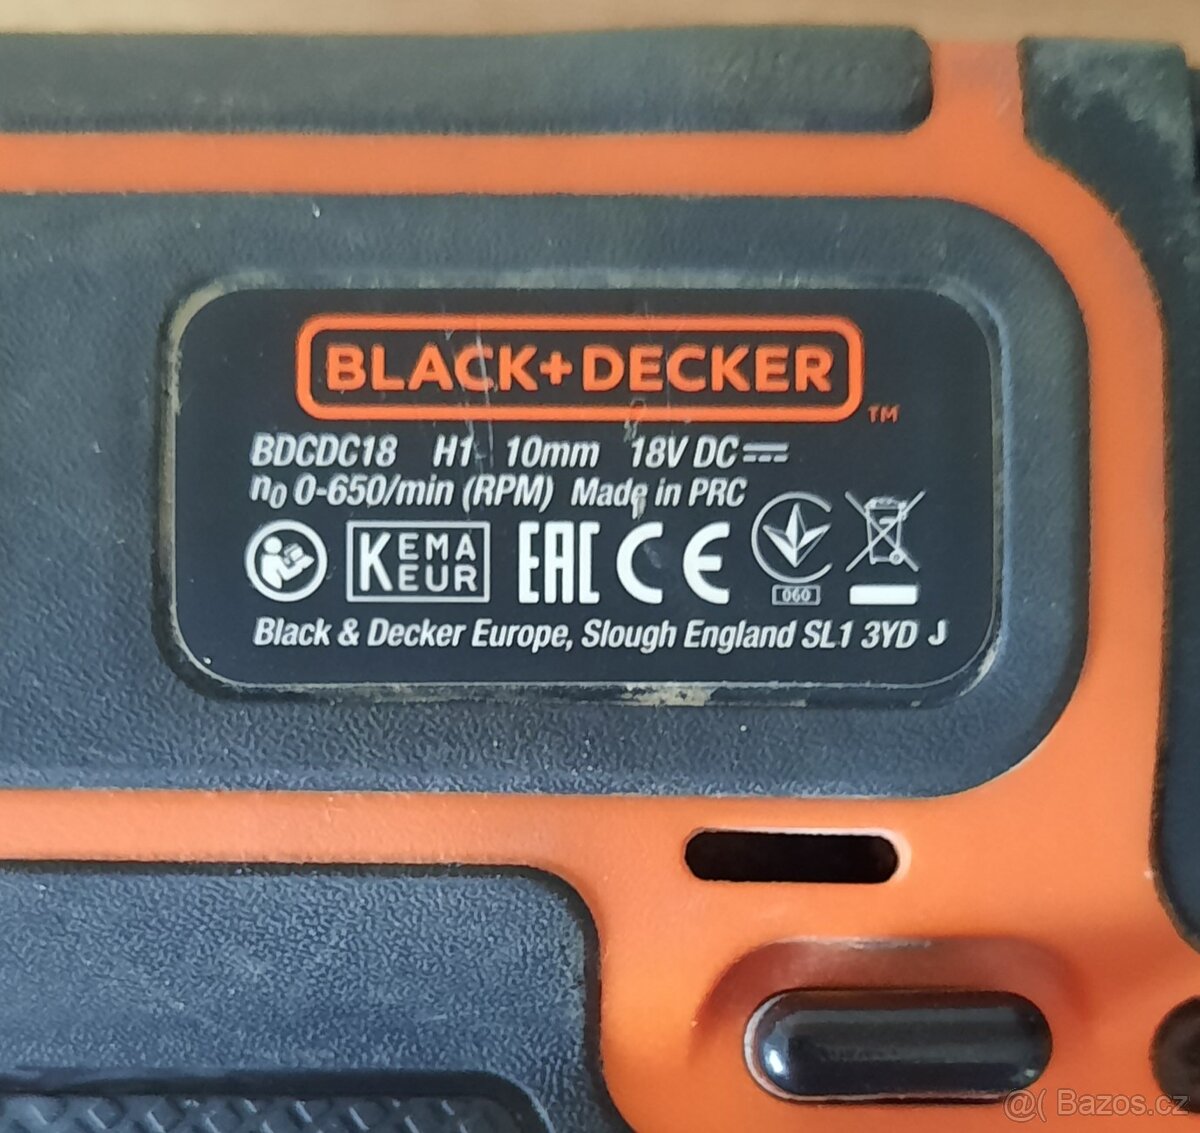 BLACK+DECKER
TM
BDCDC18 H1 10mm 18V DC
n0 0-650/min (RPM) Made in PRC
KEMA EUR EAC CE
060
Black & Decker Europe, Slough England SL1 3YD J
@( Bazos.cz